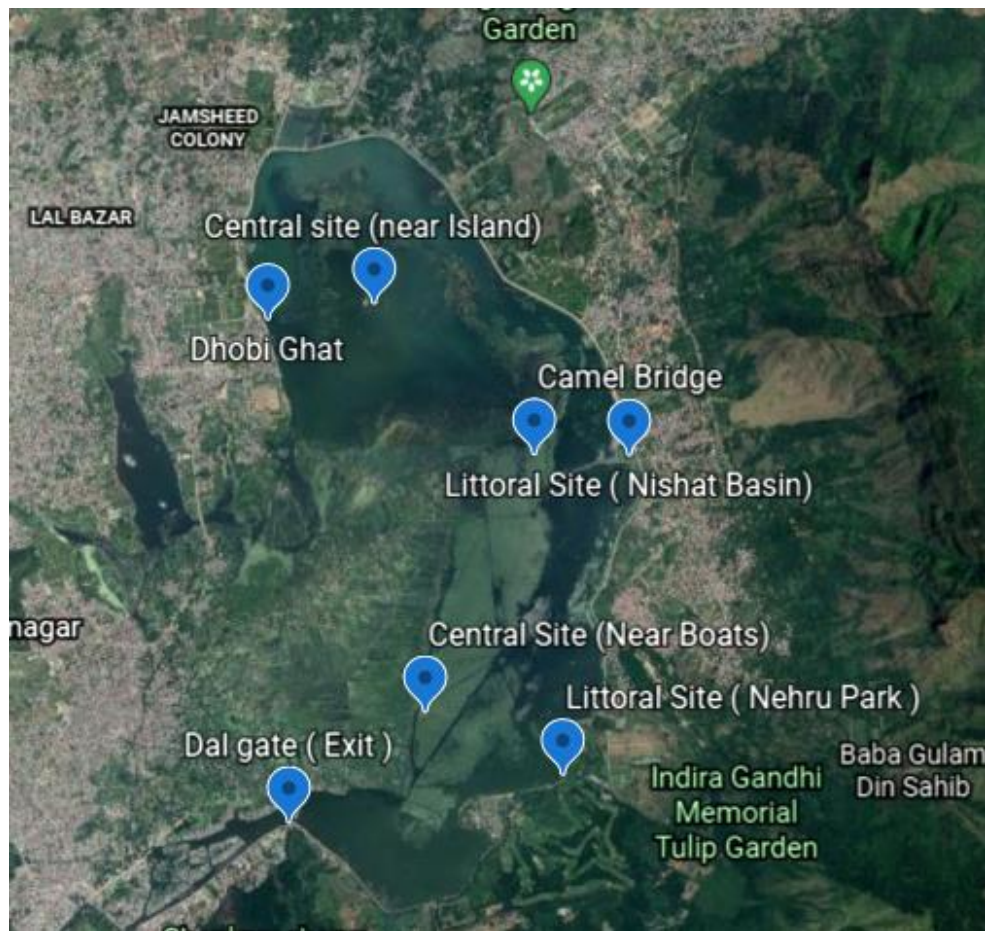 Garden
JAMSHEED
COLONY
LAL BAZAR
Central site (near Island)
Dhobi Ghat
Camel Bridge
Littoral Site ( Nishat Basin)
nagar
Central Site (Near Boats)
Littoral Site ( Nehru Park )
Dal gate ( Exit )
Baba Gulam
Din Sahib
Indira Gandhi
Memorial
Tulip Garden